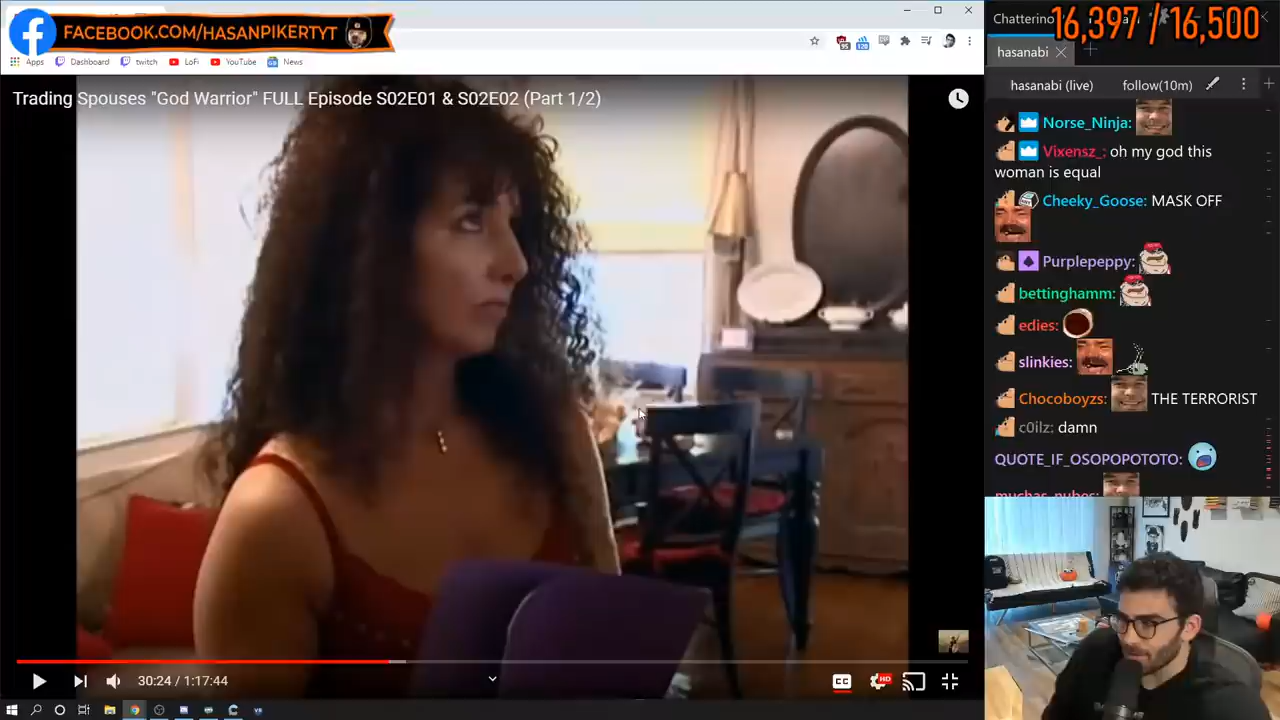 FACEBOOK.COM/HASANPIKERTYT
Apps Dashboard twitch LoFi YouTube News
Trading Spouses "God Warrior" FULL Episode S02E01 & S02E02 (Part 1/2)
30:24 / 1:17:44
CC
HD
Chatterino
16,397 / 16,500
hasanabi
hasanabi (live) follow(10m)
Norse_Ninja:
Vixensz_: oh my god this
woman is equal
Cheeky_Goose: MASK OFF
Purplepeppy:
bettinghamm:
edies:
slinkies:
Chocoboyzs: THE TERRORIST
c0ilz: damn
QUOTE_IF_OSOPOPOTOTO:
muchas_nubes: